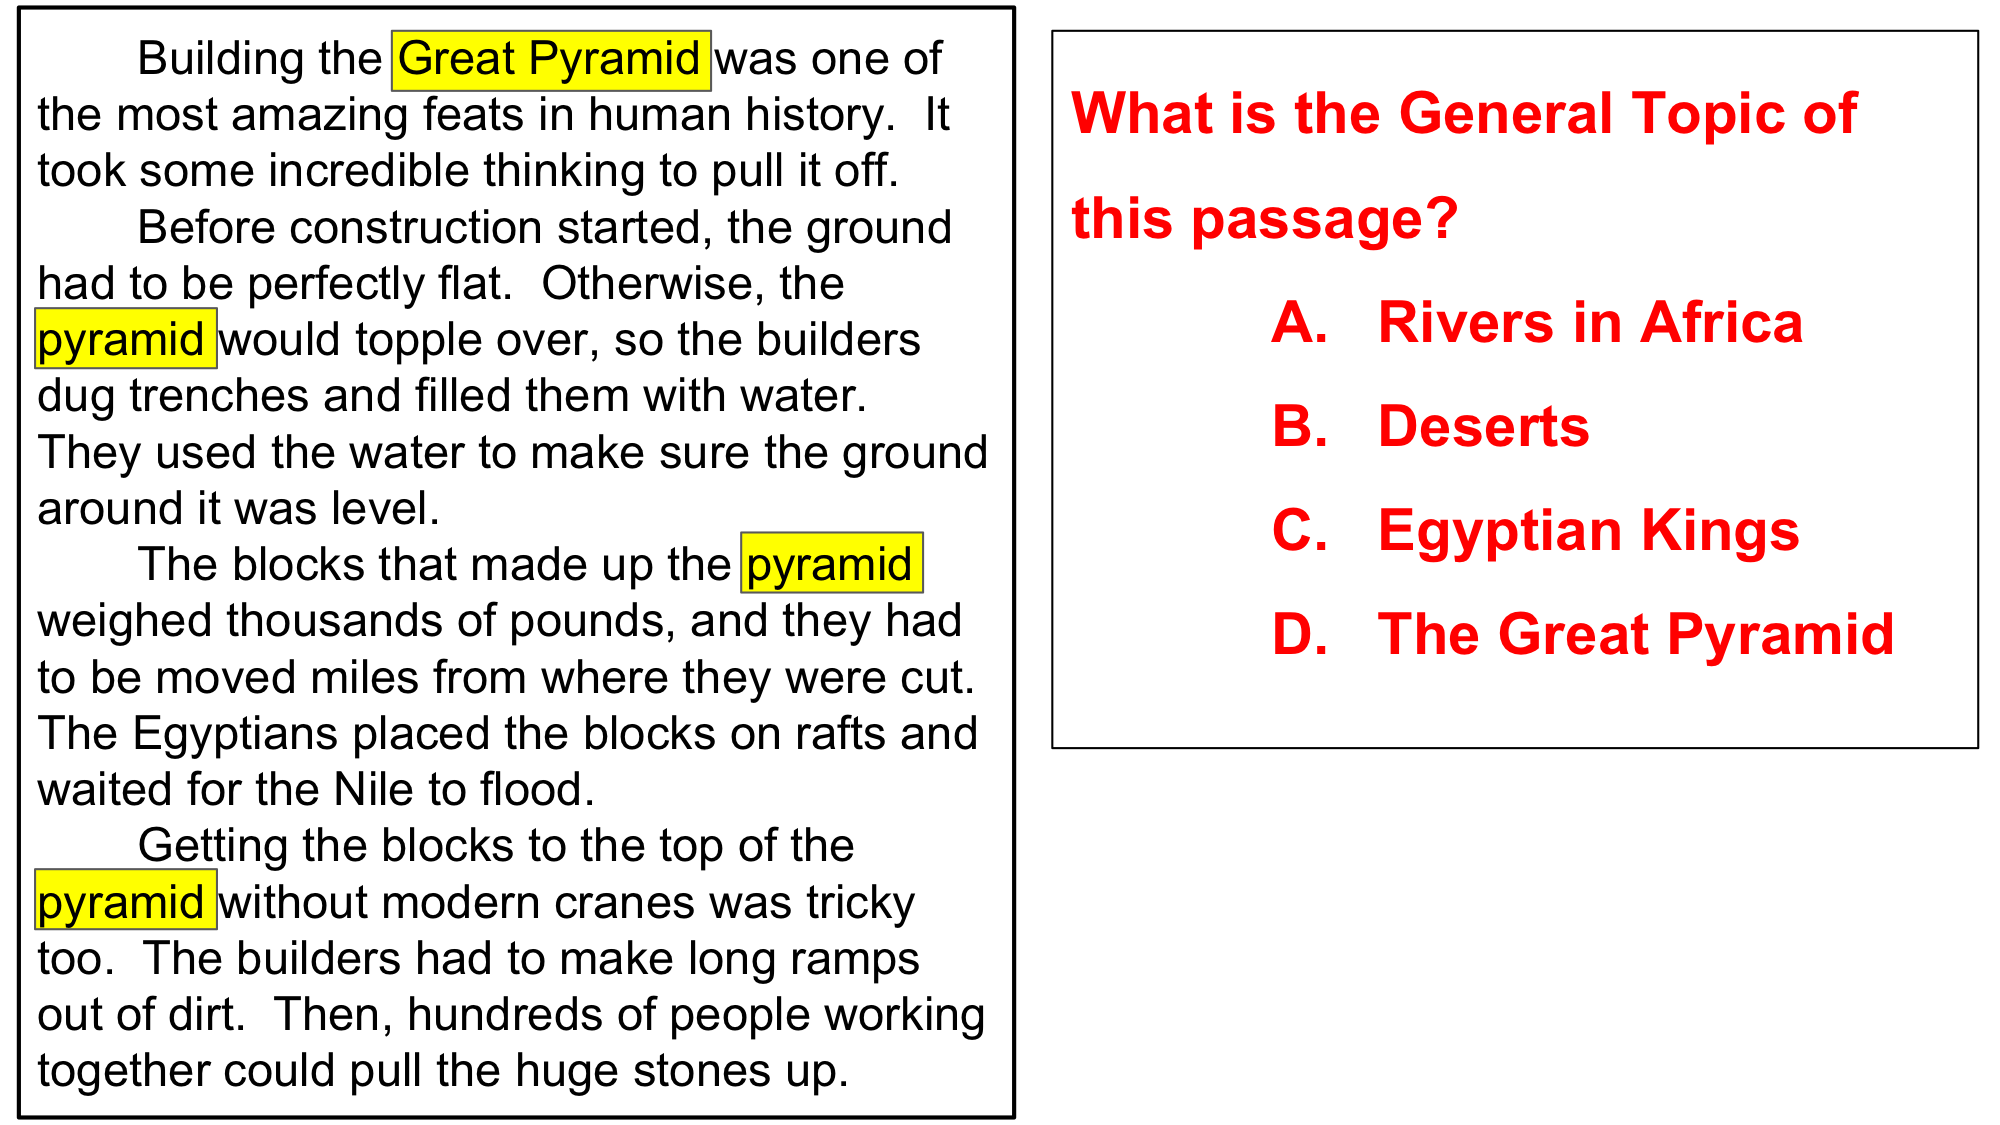 Building the Great Pyramid was one of
the most amazing feats in human history.  It
took some incredible thinking to pull it off.
Before construction started, the ground
had to be perfectly flat.  Otherwise, the
pyramid would topple over, so the builders
dug trenches and filled them with water.
They used the water to make sure the ground
around it was level.
The blocks that made up the pyramid
weighed thousands of pounds, and they had
to be moved miles from where they were cut.
The Egyptians placed the blocks on rafts and
waited for the Nile to flood.
Getting the blocks to the top of the
pyramid without modern cranes was tricky
too.  The builders had to make long ramps
out of dirt.  Then, hundreds of people working
together could pull the huge stones up.
What is the General Topic of
this passage?
A. Rivers in Africa
B. Deserts
C. Egyptian Kings
D. The Great Pyramid